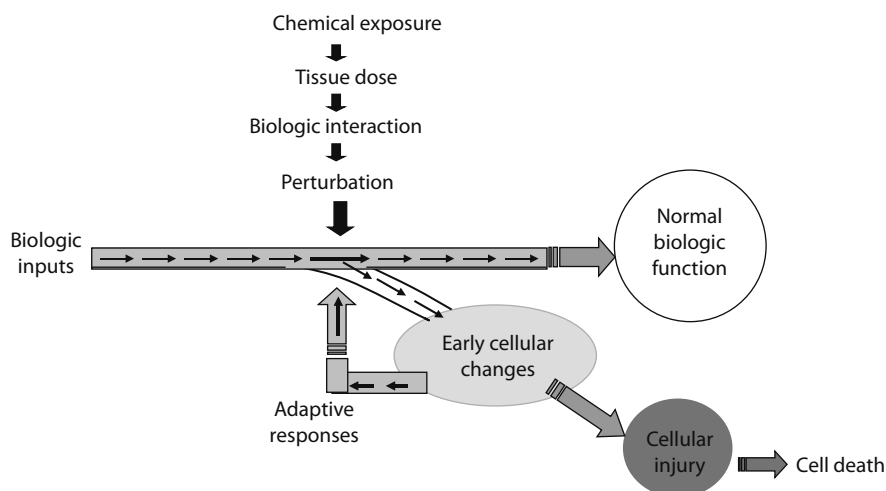 Chemical exposure
Tissue dose
Biologic interaction
Perturbation
Biologic
inputs
Normal
biologic
function
Early cellular
changes
Adaptive
responses
Cellular
injury
Cell death